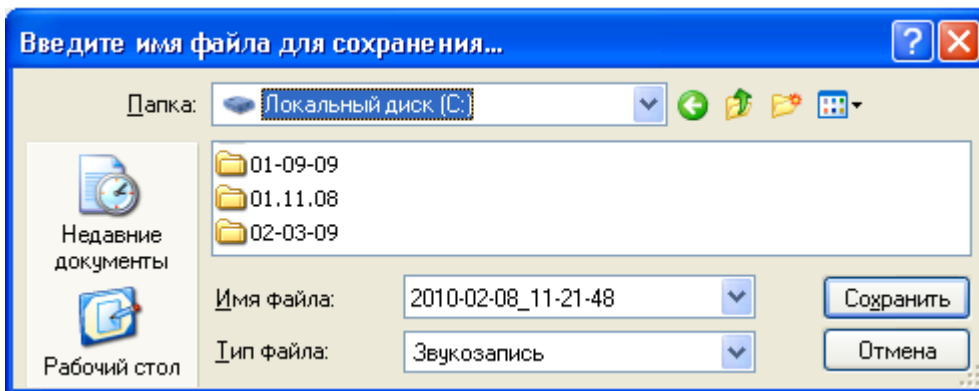 Введите имя файла для сохранения...
Папка:
Локальный диск (C:)
01-09-09
01.11.08
02-03-09
Недавние
документы
Рабочий стол
Имя файла:
2010-02-08_11-21-48
Сохранить
Тип файла:
Звукозапись
Отмена